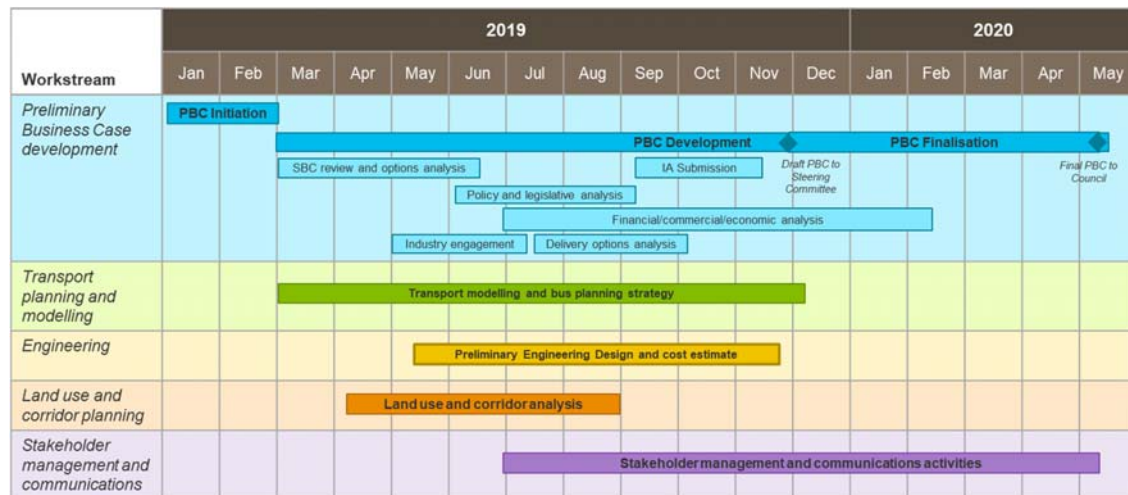 2019
2020
Workstream
Jan
Feb
Mar
Apr
May
Jun
Jul
Aug
Sep
Oct
Nov
Dec
Jan
Feb
Mar
Apr
May
Preliminary
Business Case
development
PBC Initiation
PBC Development
PBC Finalisation
SBC review and options analysis
IA Submission
Draft PBC to
Steering
Committee
Final PBC to
Council
Policy and legislative analysis
Financial/commercial/economic analysis
Industry engagement
Delivery options analysis
Transport
planning and
modelling
Transport modelling and bus planning strategy
Engineering
Preliminary Engineering Design and cost estimate
Land use and
corridor planning
Land use and corridor analysis
Stakeholder
management and
communications
Stakeholder management and communications activities